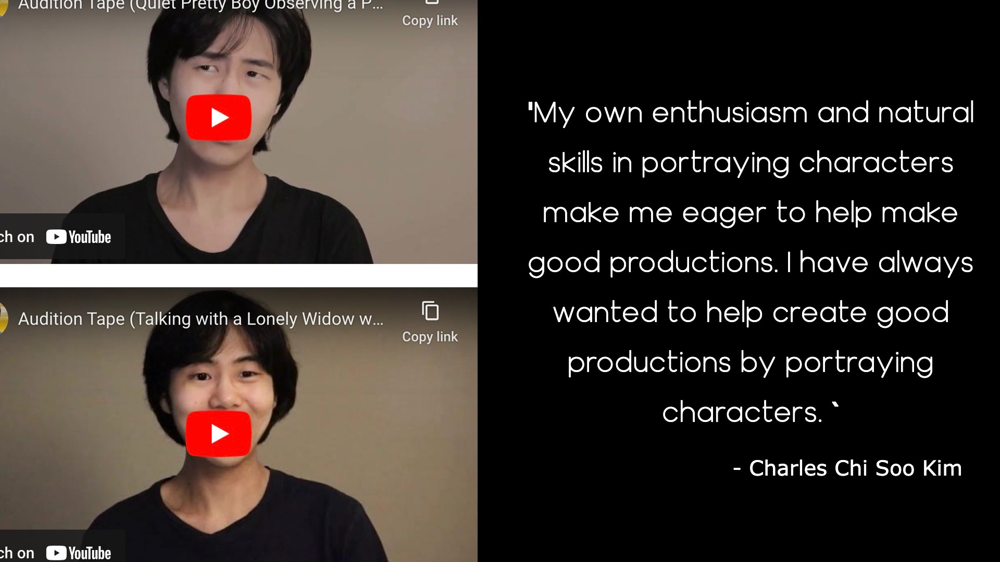 Audition Tape (Quiet Pretty Boy Observing a P...
Copy link
ch on YouTube
Audition Tape (Talking with a Lonely Widow w...
Copy link
ch on YouTube
"My own enthusiasm and natural
skills in portraying characters
make me eager to help make
good productions. I have always
wanted to help create good
productions by portraying
characters. `
- Charles Chi Soo Kim